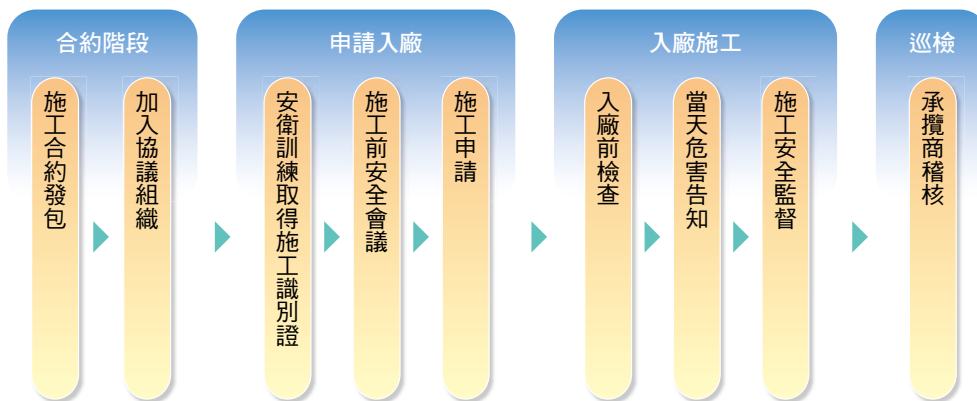 合約階段
施工合約發包
加入協議組織
申請入廠
安衛訓練取得施工識別證
施工前安全會議
施工申請
入廠施工
入廠前檢查
當天危害告知
施工安全監督
巡檢
承攬商稽核